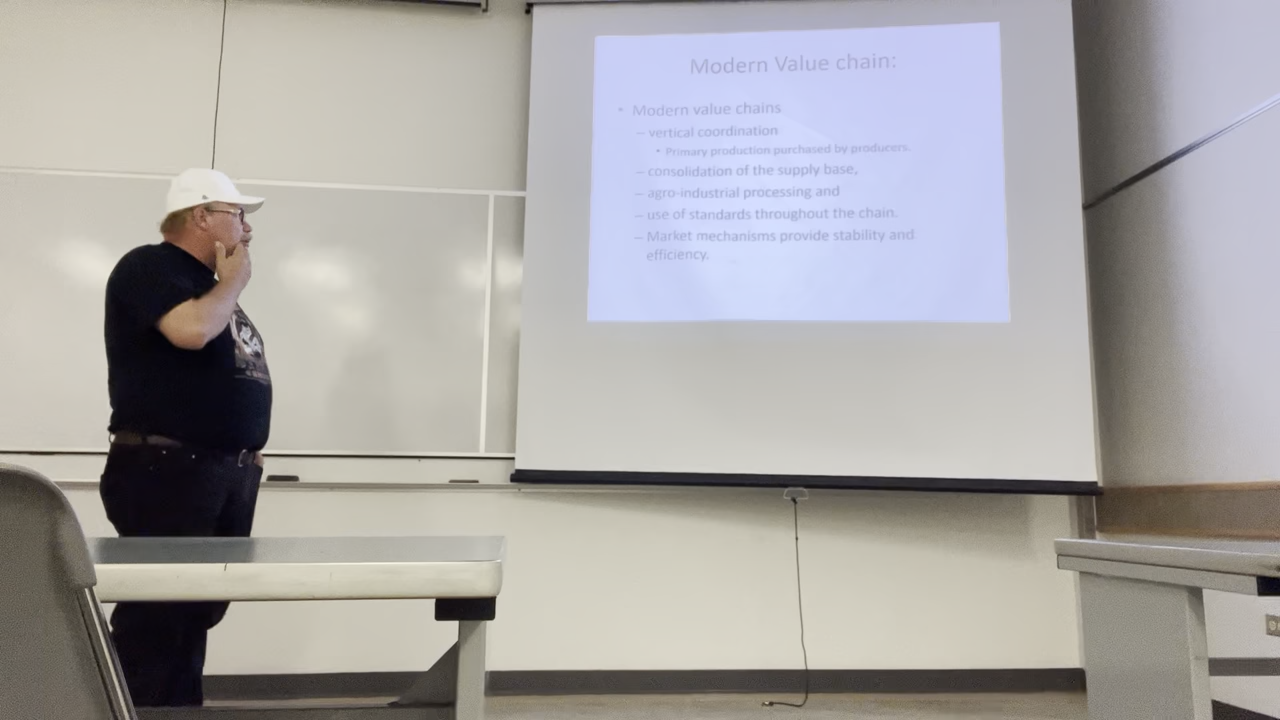 Modern Value chain:
• Modern value chains
– vertical coordination
• Primary production purchased by producers.
– consolidation of the supply base,
– agro-industrial processing and
– use of standards throughout the chain.
– Market mechanisms provide stability and
efficiency.